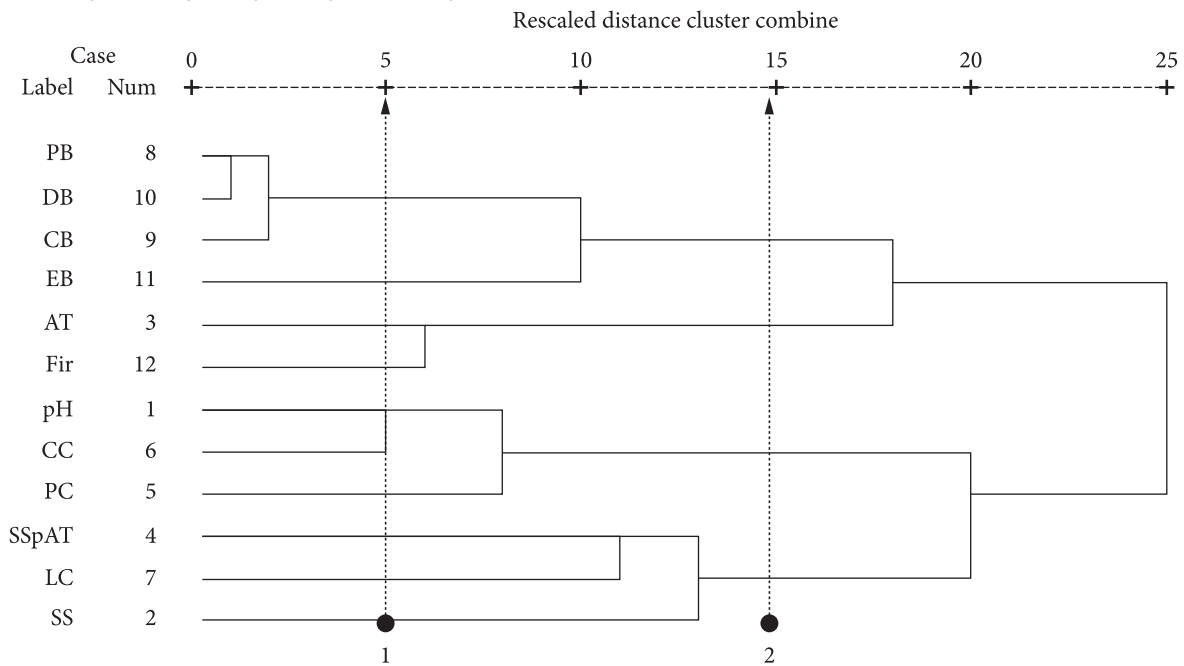 Rescaled distance cluster combine
Case 0 5 10 15 20 25
Label Num
PB 8
DB 10
CB 9
EB 11
AT 3
Fir 12
pH 1
CC 6
PC 5
SSpAT 4
LC 7
SS 2
1 2